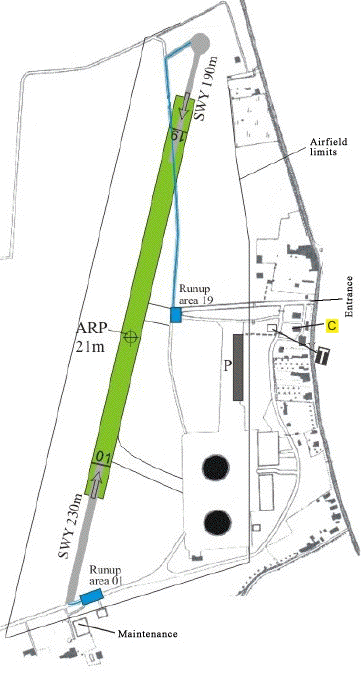 SWY 190m
19
Airfield
limits
Runup
area 19
Entrance
C
ARP
21m
P
01
SWY 230m
Runup
area 01
Maintenance